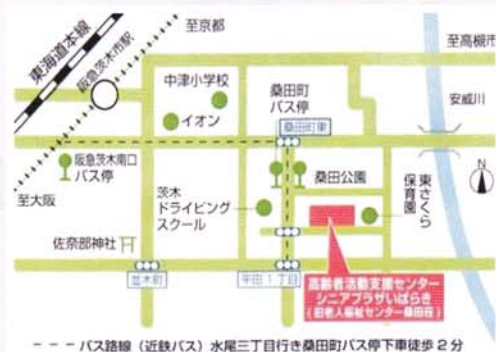 至京都
至高槻市
東海道本線
阪急茨木市駅
中津小学校
イオン
桑田町
バス停
安威川
桑田町東
阪急茨木南口
バス停
桑田公園
東さくら
保育園
N
至大阪
茨木
ドライビング
スクール
佐奈部神社
並木町
平田1丁目
高齢者活動支援センター
シニアプラザいばらき
(旧老人福祉センター桑田荘)
--- バス路線(近鉄バス)水尾三丁目行き桑田町バス停下車徒歩2分